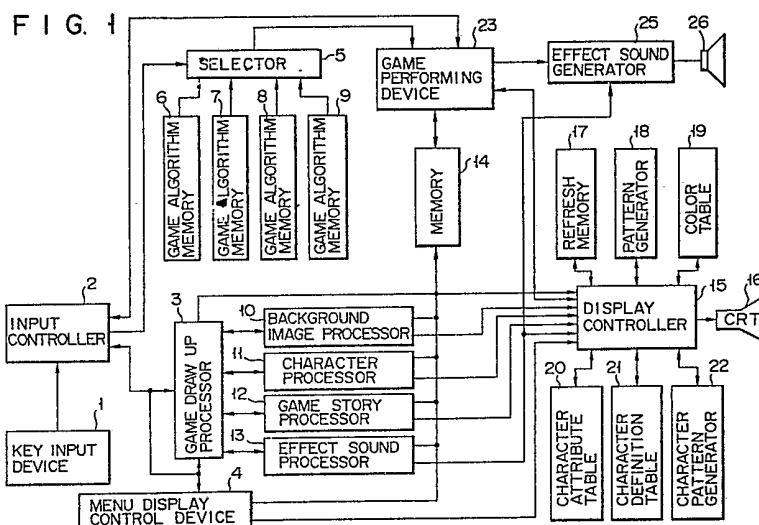 FIG. 1
5
SELECTOR
23
GAME
PERFORMING
DEVICE
25
EFFECT SOUND
GENERATOR
26
6
GAME ALGORITHM
MEMORY
7
GAME ALGORITHM
MEMORY
8
GAME ALGORITHM
MEMORY
9
GAME ALGORITHM
MEMORY
14
MEMORY
17
REFRESH
MEMORY
18
PATTERN
GENERATOR
19
COLOR
TABLE
2
INPUT
CONTROLLER
3
GAME DRAW UP
PROCESSOR
10
BACKGROUND
IMAGE PROCESSOR
11
CHARACTER
PROCESSOR
12
GAME STORY
PROCESSOR
13
EFFECT SOUND
PROCESSOR
15
DISPLAY
CONTROLLER
16
CRT
1
KEY INPUT
DEVICE
4
MENU DISPLAY
CONTROL DEVICE
20
CHARACTER
ATTRIBUTE
TABLE
21
CHARACTER
DEFINITION
TABLE
22
CHARACTER
PATTERN
GENERATOR